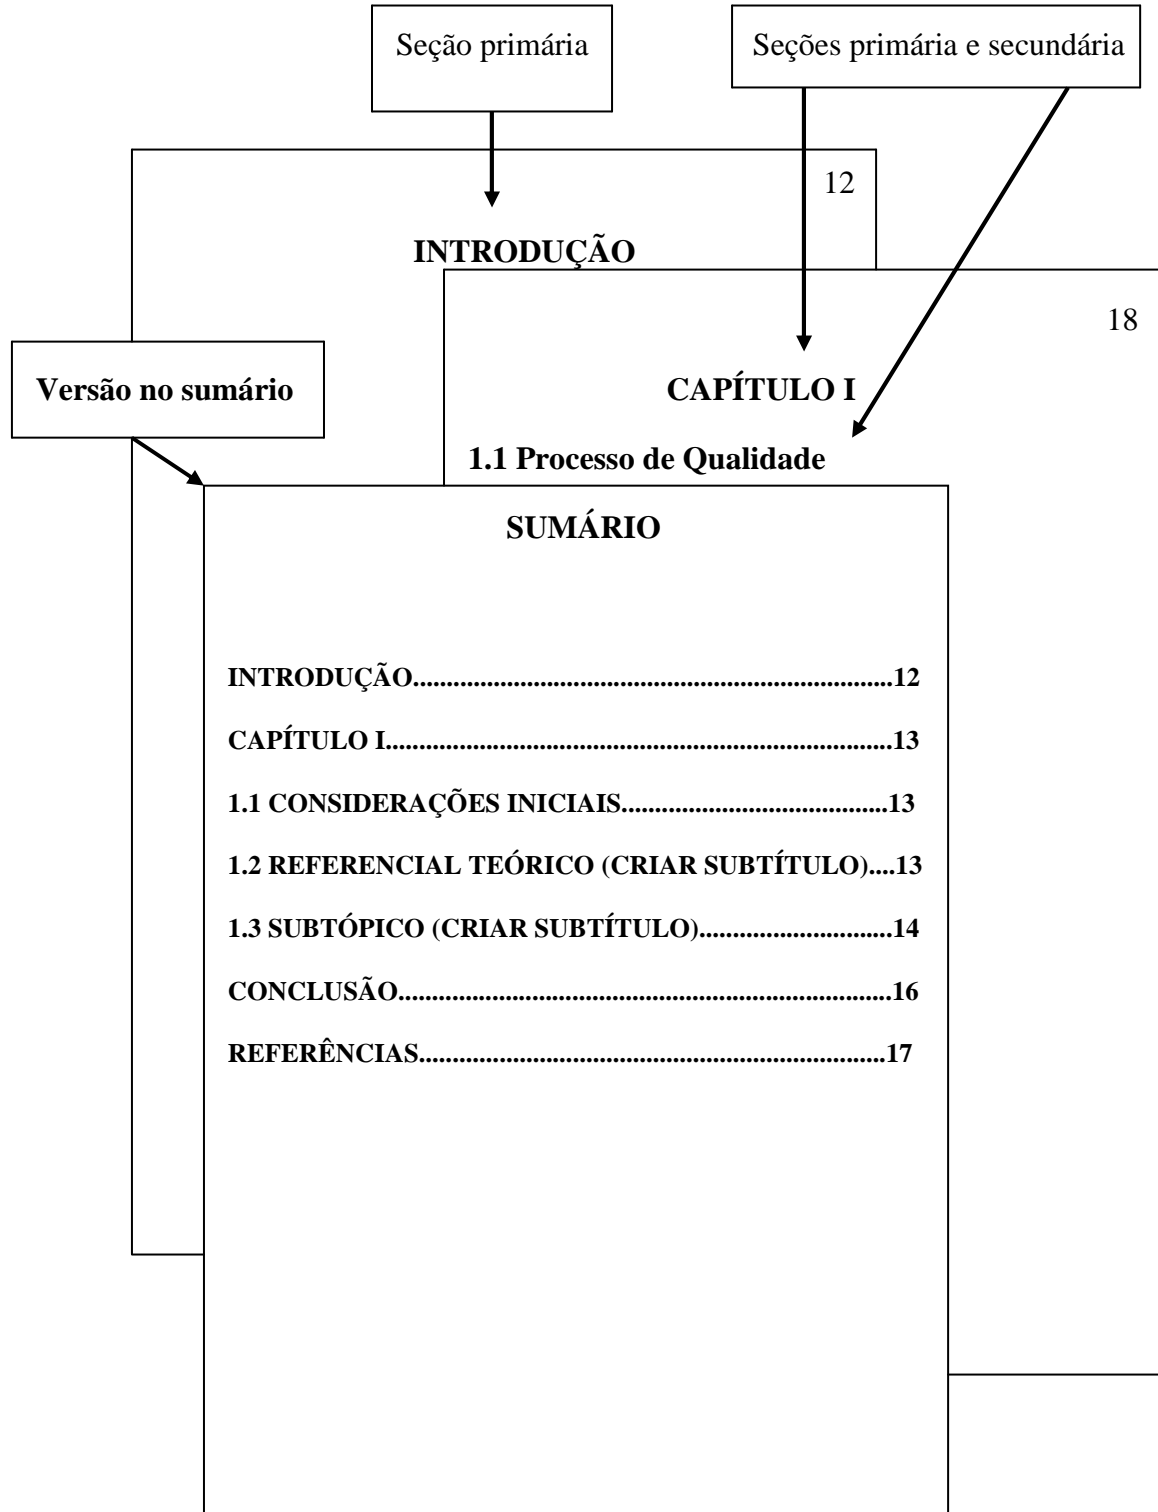 Seção primária
Seções primária e secundária
12
INTRODUÇÃO
18
Versão no sumário
CAPÍTULO I
1.1 Processo de Qualidade
SUMÁRIO
INTRODUÇÃO........................................................................12
CAPÍTULO I............................................................................13
1.1 CONSIDERAÇÕES INICIAIS........................................13
1.2 REFERENCIAL TEÓRICO (CRIAR SUBTÍTULO)....13
1.3 SUBTÓPICO (CRIAR SUBTÍTULO).............................14
CONCLUSÃO..........................................................................16
REFERÊNCIAS......................................................................17